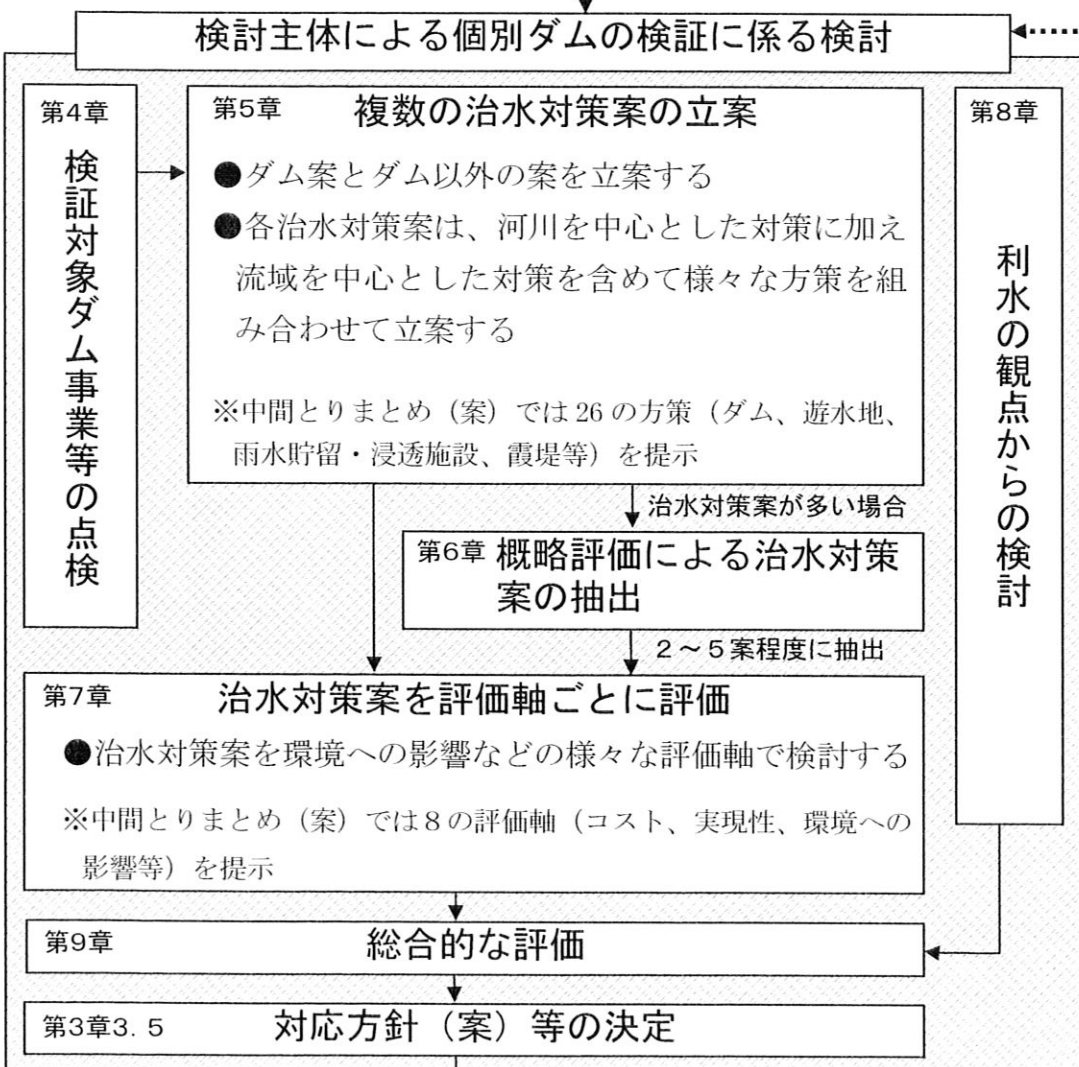 検討主体による個別ダムの検証に係る検討
第4章
検証対象ダム事業等の点検
第5章 複数の治水対策案の立案
●ダム案とダム以外の案を立案する
●各治水対策案は、河川を中心とした対策に加え
流域を中心とした対策を含めて様々な方策を組
み合わせて立案する
※中間とりまとめ（案）では 26 の方策（ダム、遊水地、
雨水貯留・浸透施設、霞堤等）を提示
治水対策案が多い場合
第6章 概略評価による治水対策
案の抽出
２～５案程度に抽出
第7章 治水対策案を評価軸ごとに評価
●治水対策案を環境への影響などの様々な評価軸で検討する
※中間とりまとめ（案）では８の評価軸（コスト、実現性、環境への
影響等）を提示
第8章
利水の観点からの検討
第9章 総合的な評価
第3章3.5 対応方針（案）等の決定